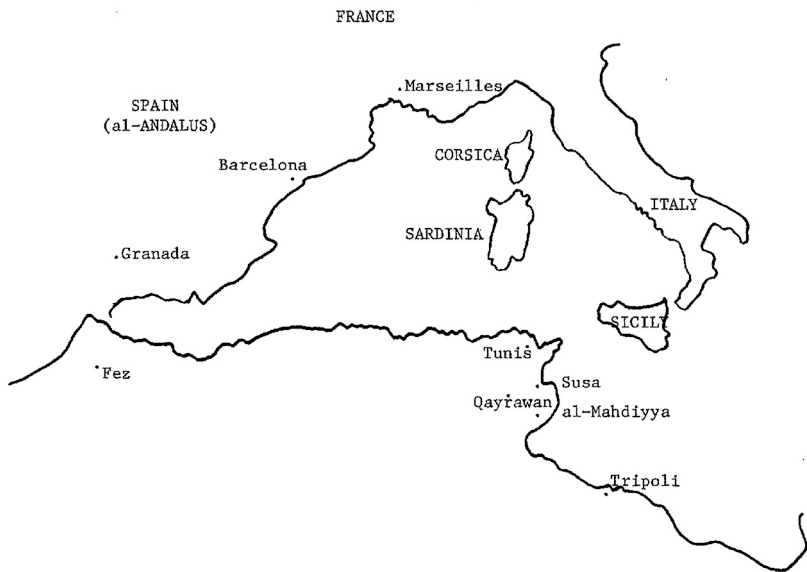 FRANCE
.Marseilles
SPAIN
(al-ANDALUS)
CORSICA
Barcelona
ITALY
SARDINIA
.Granada
SICILY
Tunis
Fez
Susa
Qayrawan
al-Mahdiyya
Tripoli